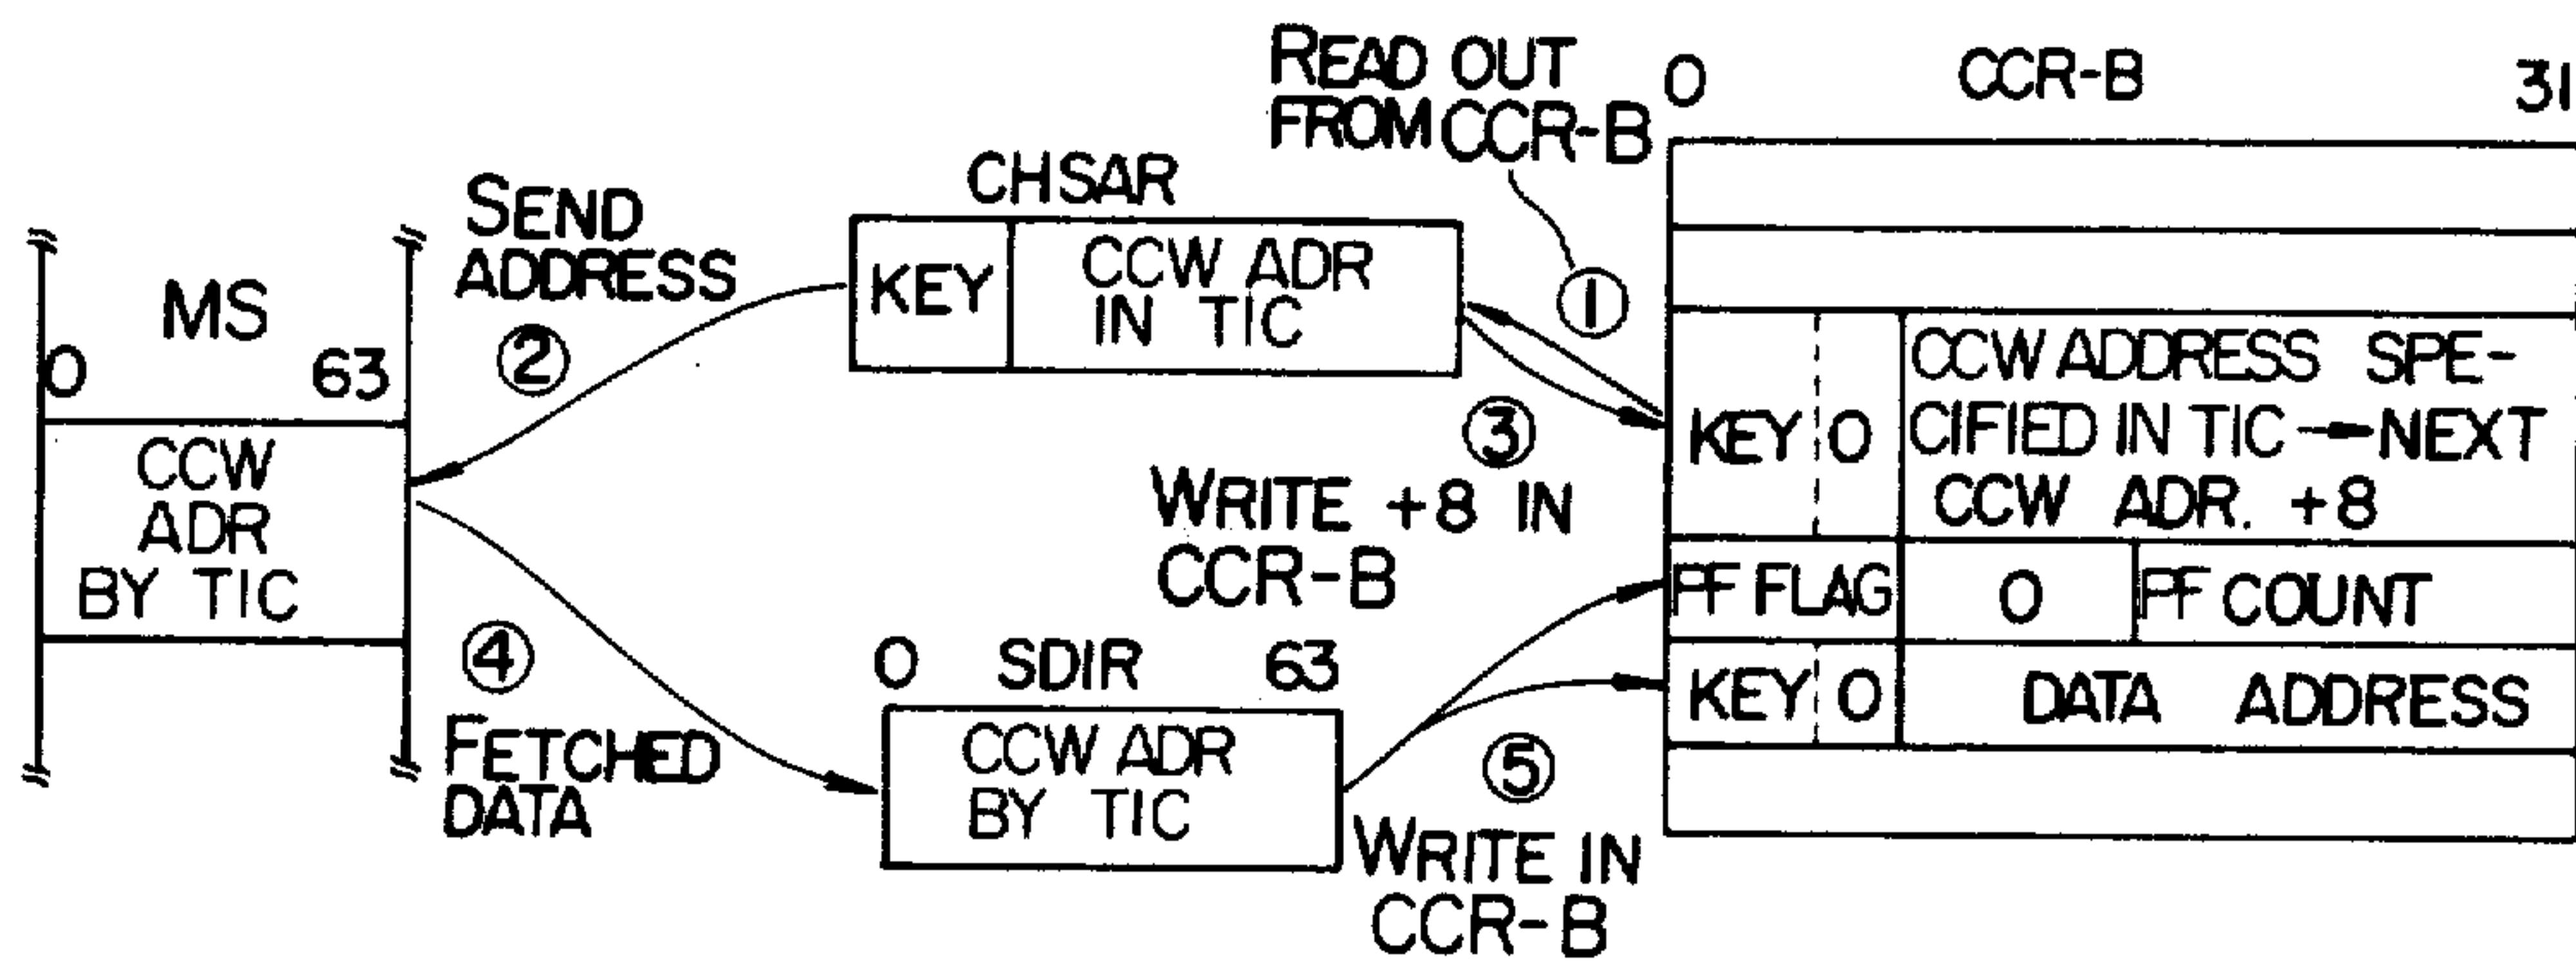 READ OUT
FROM CCR-B
0 CCR-B 31
CHSAR
SEND
ADDRESS
KEY
CCW ADR
IN TIC
①
MS
0 63
②
CCW
ADR
BY TIC
③
WRITE +8 IN
CCR-B
KEY 0
CCW ADDRESS SPE-
CIFIED IN TIC → NEXT
CCW ADR. +8
PF FLAG 0 PF COUNT
KEY 0 DATA ADDRESS
④
FETCHED
DATA
0 SDIR 63
CCW ADR
BY TIC
⑤
WRITE IN
CCR-B